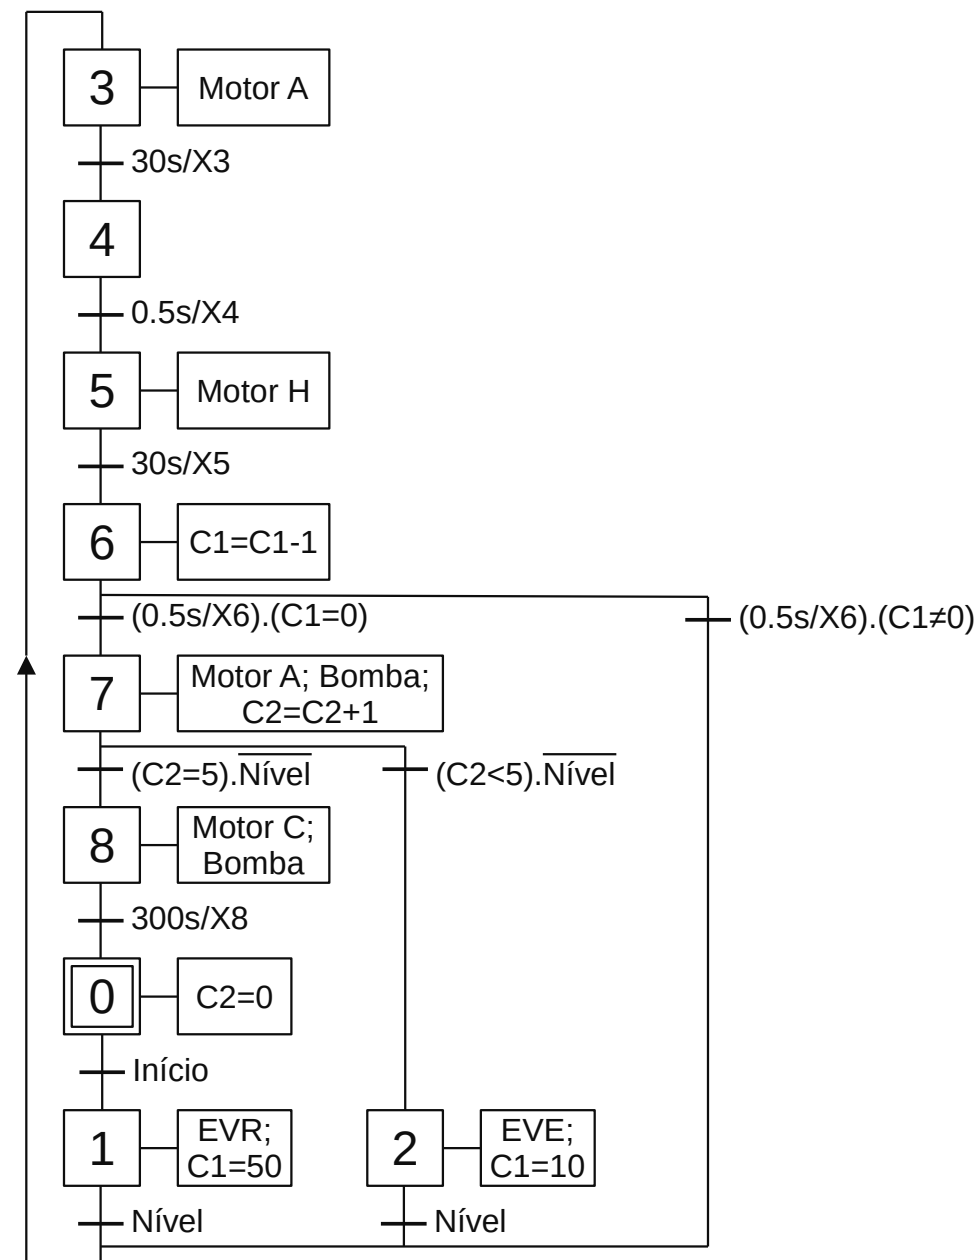 3
Motor A
30s/X3
4
0.5s/X4
5
Motor H
30s/X5
6
C1=C1-1
(0.5s/X6).(C1=0)
(0.5s/X6).(C1≠0)
7
Motor A; Bomba;
C2=C2+1
(C2=5).N̅í̅v̅e̅l̅
(C2<5).N̅í̅v̅e̅l̅
8
Motor C;
Bomba
300s/X8
0
C2=0
Início
1
EVR;
C1=50
2
EVE;
C1=10
Nível
Nível